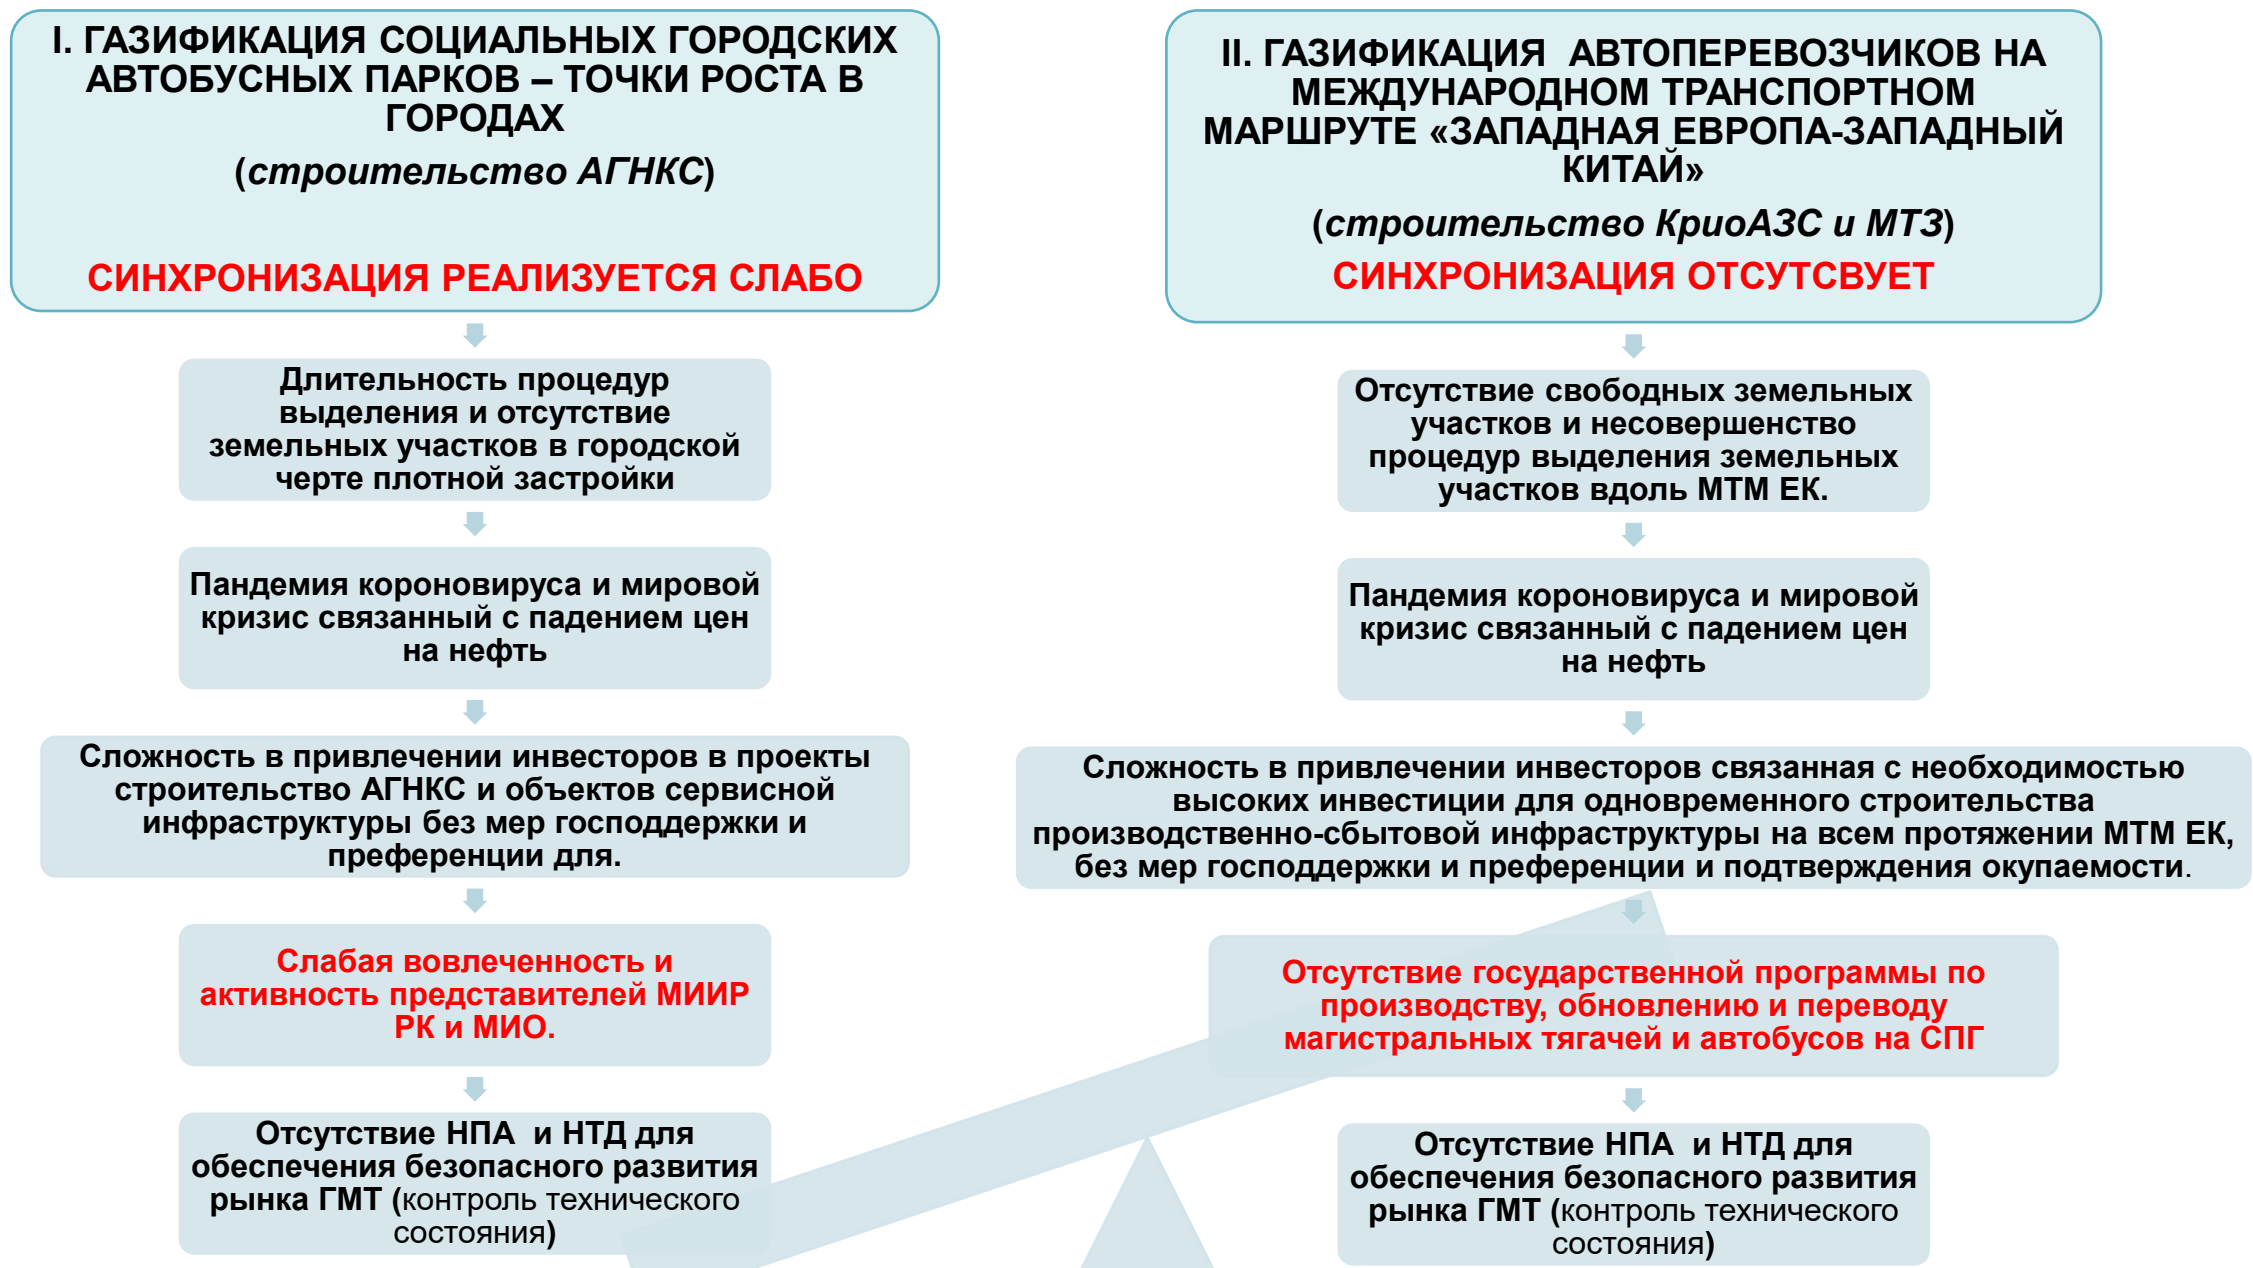 I. ГАЗИФИКАЦИЯ СОЦИАЛЬНЫХ ГОРОДСКИХ
АВТОБУСНЫХ ПАРКОВ – ТОЧКИ РОСТА В
ГОРОДАХ
(строительство АГНКС)
СИНХРОНИЗАЦИЯ РЕАЛИЗУЕТСЯ СЛАБО
Длительность процедур
выделения и отсутствие
земельных участков в городской
черте плотной застройки
Пандемия короновируса и мировой
кризис связанный с падением цен
на нефть
Сложность в привлечении инвесторов в проекты
строительство АГНКС и объектов сервисной
инфраструктуры без мер господдержки и
преференции для.
Слабая вовлеченность и
активность представителей МИИР
РК и МИО.
Отсутствие НПА и НТД для
обеспечения безопасного развития
рынка ГМТ (контроль технического
состояния)
II. ГАЗИФИКАЦИЯ АВТОПЕРЕВОЗЧИКОВ НА
МЕЖДУНАРОДНОМ ТРАНСПОРТНОМ
МАРШРУТЕ «ЗАПАДНАЯ ЕВРОПА-ЗАПАДНЫЙ
КИТАЙ»
(строительство КриоАЗС и МТЗ)
СИНХРОНИЗАЦИЯ ОТСУТСВУЕТ
Отсутствие свободных земельных
участков и несовершенство
процедур выделения земельных
участков вдоль МТМ ЕК.
Пандемия короновируса и мировой
кризис связанный с падением цен
на нефть
Сложность в привлечении инвесторов связанная с необходимостью
высоких инвестиции для одновременного строительства
производственно-сбытовой инфраструктуры на всем протяжении МТМ ЕК,
без мер господдержки и преференции и подтверждения окупаемости.
Отсутствие государственной программы по
производству, обновлению и переводу
магистральных тягачей и автобусов на СПГ
Отсутствие НПА и НТД для
обеспечения безопасного развития
рынка ГМТ (контроль технического
состояния)